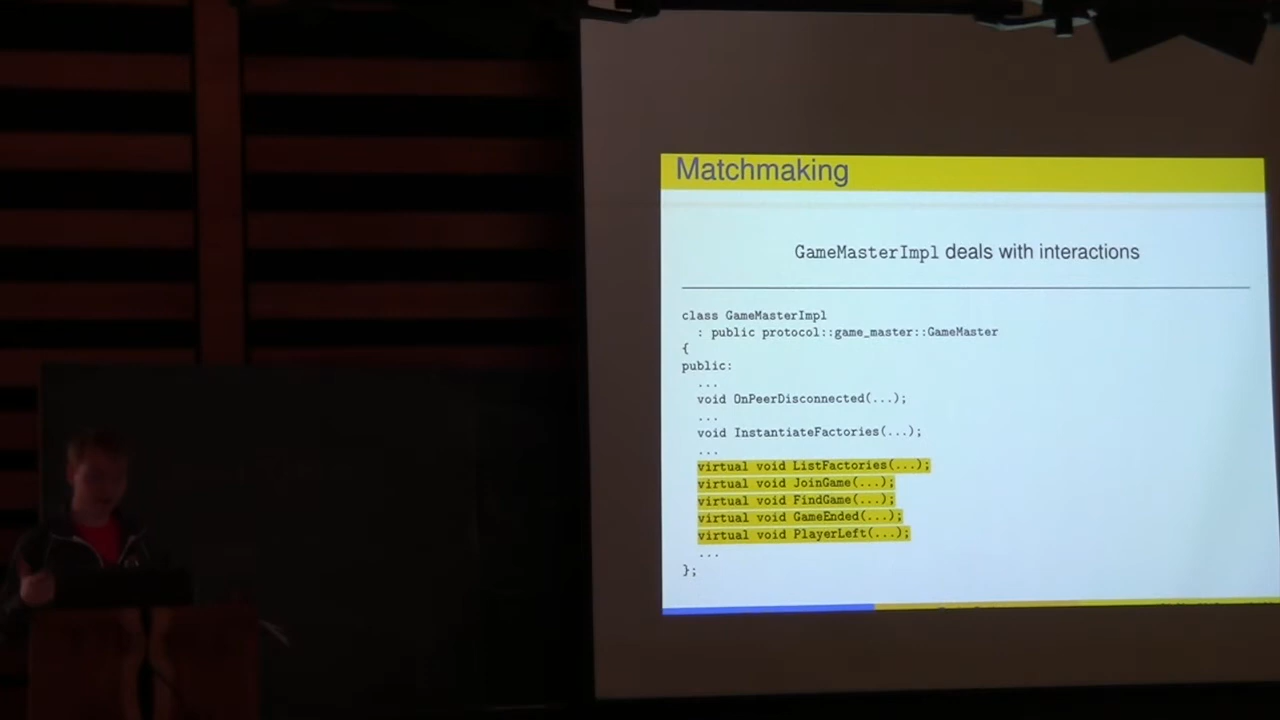 Matchmaking
GameMasterImpl deals with interactions
class GameMasterImpl
: public protocol::game_master::GameMaster
{
public:
...
void OnPeerDisconnected(...);
...
void InstantiateFactories(...);
...
virtual void ListFactories(...);
virtual void JoinGame(...);
virtual void FindGame(...);
virtual void GameEnded(...);
virtual void PlayerLeft(...);
...
};